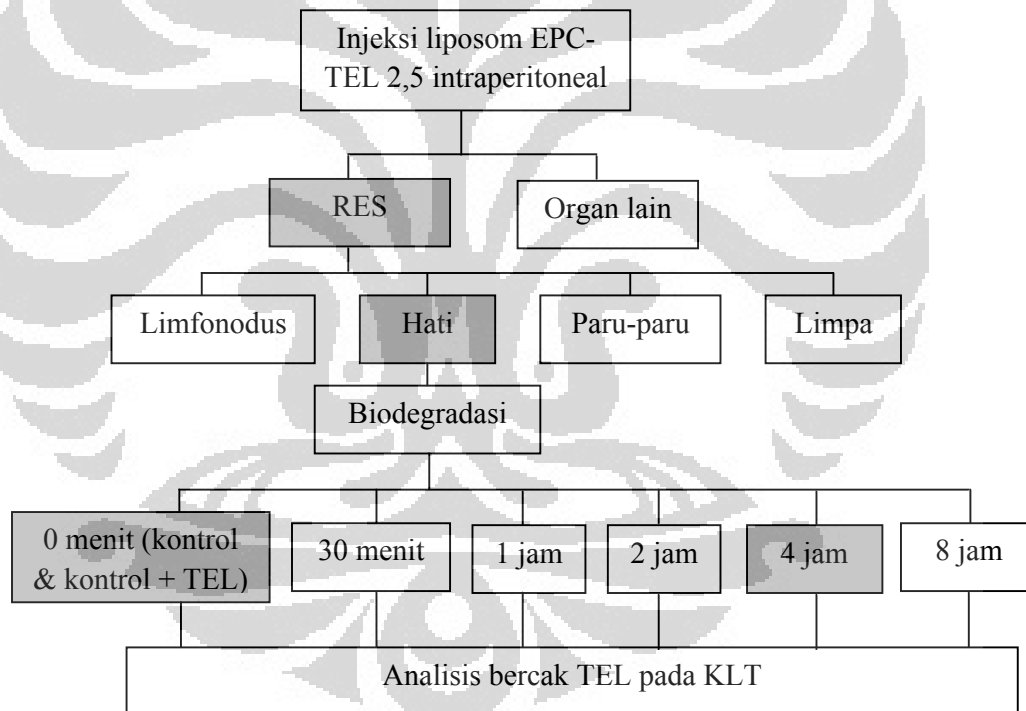 Injeksi liposom EPC-
TEL 2,5 intraperitoneal
RES
Organ lain
Limfonodus
Hati
Paru-paru
Limpa
Biodegradasi
0 menit (kontrol
& kontrol + TEL)
30 menit
1 jam
2 jam
4 jam
8 jam
Analisis bercak TEL pada KLT